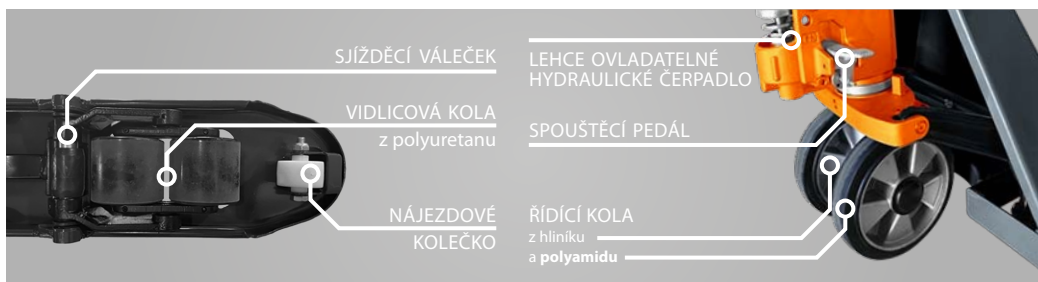 SJÍŽDĚCÍ VÁLEČEK
VIDLICOVÁ KOLA
z polyuretanu
NÁJEZDOVÉ
KOLEČKO
LEHCE OVLADATELNÉ
HYDRAULICKÉ ČERPADLO
SPOUŠTĚCÍ PEDÁL
ŘÍDÍCÍ KOLA
z hliníku
a polyamidu